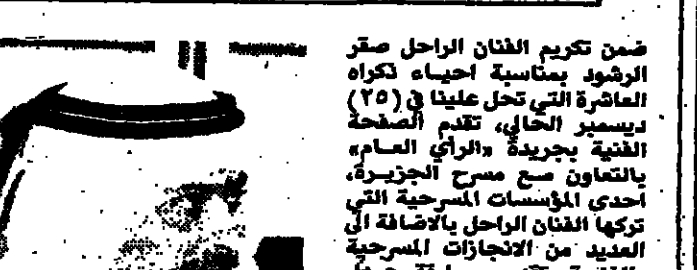 ضمن تكريم الفنان الراحل صقر
الرشود بمناسبة احياء ذكراه
العاشرة التي تحل علينا في (٢٥)
ديسمبر الحالي، تقدم الصفحة
الفنية بجريدة «الرأي العام»
بالتعاون مع مسرح الجزيرة،
احدى المؤسسات المسرحية التي
تركها الفنان الراحل بالاضافة الى
العديد من الانجازات المسرحية